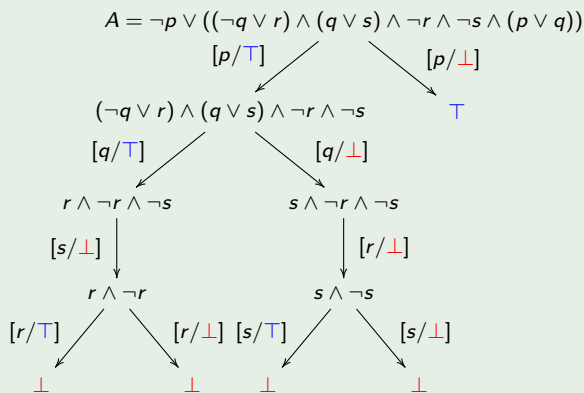 A = ¬p ∨ ((¬q ∨ r) ∧ (q ∨ s) ∧ ¬r ∧ ¬s ∧ (p ∨ q))
[p/⊤] [p/⊥]
(¬q ∨ r) ∧ (q ∨ s) ∧ ¬r ∧ ¬s ⊤
[q/⊤] [q/⊥]
r ∧ ¬r ∧ ¬s s ∧ ¬r ∧ ¬s
[s/⊥] [r/⊥]
r ∧ ¬r s ∧ ¬s
[r/⊤] [r/⊥] [s/⊤] [s/⊥]
⊥ ⊥ ⊥ ⊥